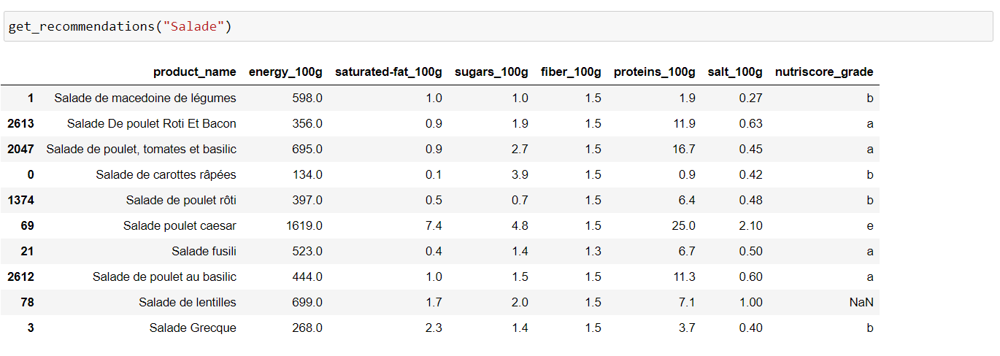 get_recommendations("Salade")
product_name energy_100g saturated-fat_100g sugars_100g fiber_100g proteins_100g salt_100g nutriscore_grade
1 Salade de macedoine de légumes 598.0 1.0 1.0 1.5 1.9 0.27 b
2613 Salade De poulet Roti Et Bacon 356.0 0.9 1.9 1.5 11.9 0.63 a
2047 Salade de poulet, tomates et basilic 695.0 0.9 2.7 1.5 16.7 0.45 a
0 Salade de carottes râpées 134.0 0.1 3.9 1.5 0.9 0.42 b
1374 Salade de poulet rôti 397.0 0.5 0.7 1.5 6.4 0.48 b
69 Salade poulet caesar 1619.0 7.4 4.8 1.5 25.0 2.10 e
21 Salade fusili 523.0 0.4 1.4 1.3 6.7 0.50 a
2612 Salade de poulet au basilic 444.0 1.0 1.5 1.5 11.3 0.60 a
78 Salade de lentilles 699.0 1.7 2.0 1.5 7.1 1.00 NaN
3 Salade Grecque 268.0 2.3 1.4 1.5 3.7 0.40 b